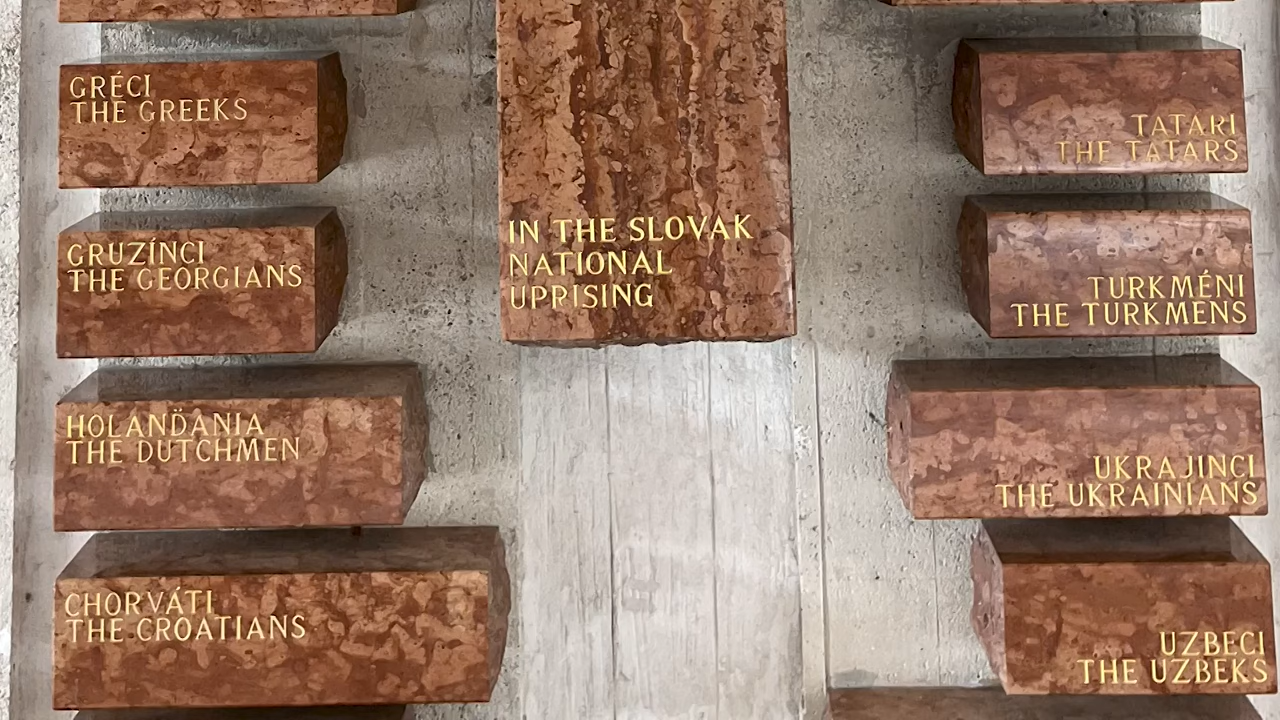 GRÉCI
THE GREEKS
GRUZÍNCI
THE GEORGIANS
HOLANĎANIA
THE DUTCHMEN
CHORVÁTI
THE CROATIANS
IN THE SLOVAK
NATIONAL
UPRISING
TATARI
THE TATARS
TURKMÉNI
THE TURKMENS
UKRAJINCI
THE UKRAINIANS
UZBECI
THE UZBEKS